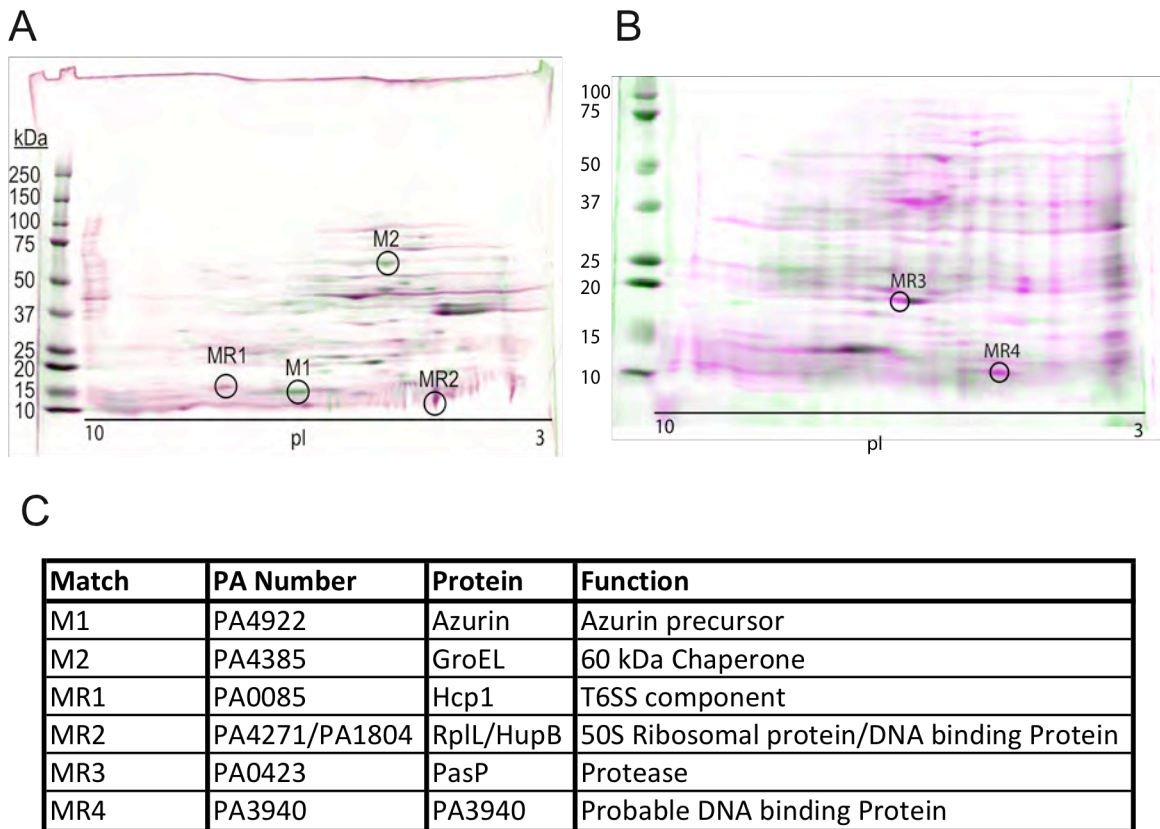 A
B
kDa
250
150
100
75
50
37
25
20
15
10
M2
MR1
M1
MR2
10
pI
3
100
75
50
37
25
20
15
10
MR3
MR4
10
pI
3
C
Match PA Number Protein Function
M1 PA4922 Azurin Azurin precursor
M2 PA4385 GroEL 60 kDa Chaperone
MR1 PA0085 Hcp1 T6SS component
MR2 PA4271/PA1804 RplL/HupB 50S Ribosomal protein/DNA binding Protein
MR3 PA0423 PasP Protease
MR4 PA3940 PA3940 Probable DNA binding Protein